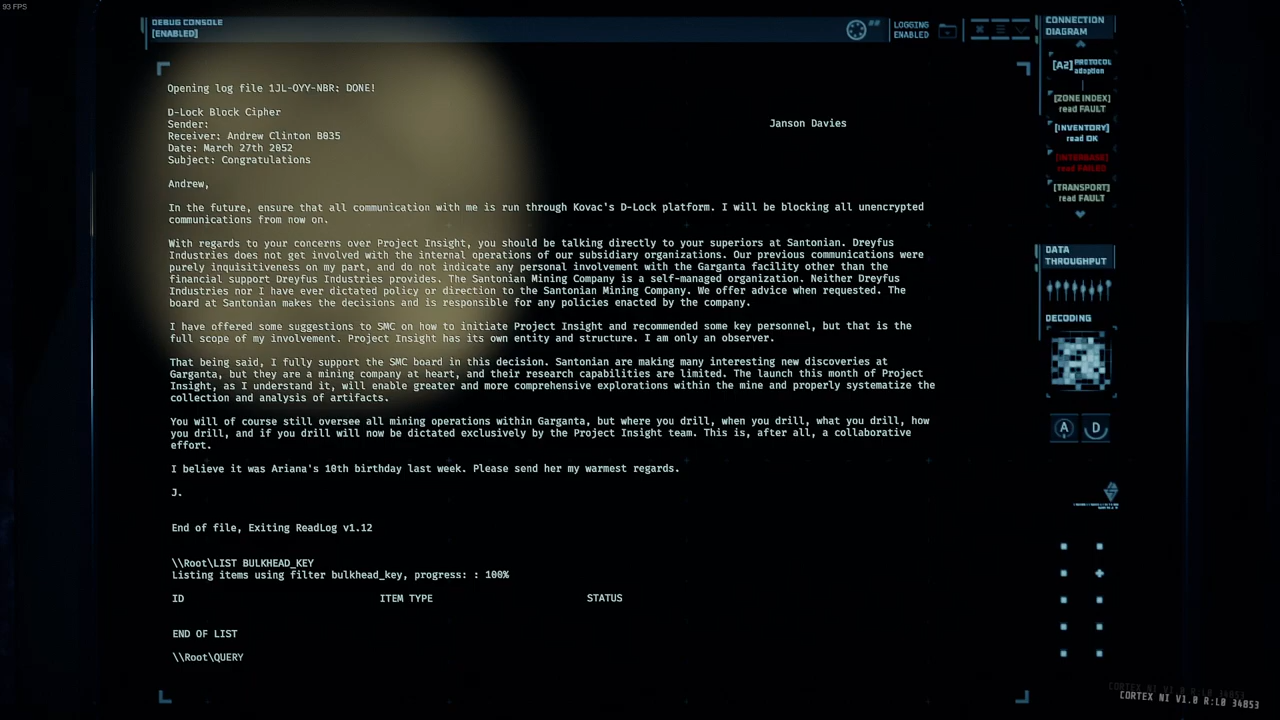 93 FPS
DEBUG CONSOLE
[ENABLED]
LOGGING
ENABLED
Opening log file 1JL-OYY-NBR: DONE!
D-Lock Block Cipher
Sender: Janson Davies
Receiver: Andrew Clinton B035
Date: March 27th 2052
Subject: Congratulations
Andrew,
In the future, ensure that all communication with me is run through Kovac's D-Lock platform. I will be blocking all unencrypted
communications from now on.
With regards to your concerns over Project Insight, you should be talking directly to your superiors at Santonian. Dreyfus
Industries does not get involved with the internal operations of our subsidiary organizations. Our previous communications were
purely inquisitiveness on my part, and do not indicate any personal involvement with the Garganta facility other than the
financial support Dreyfus Industries provides. The Santonian Mining Company is a self-managed organization. Neither Dreyfus
Industries nor I have ever dictated policy or direction to the Santonian Mining Company. We offer advice when requested. The
board at Santonian makes the decisions and is responsible for any policies enacted by the company.
I have offered some suggestions to SMC on how to initiate Project Insight and recommended some key personnel, but that is the
full scope of my involvement. Project Insight has its own entity and structure. I am only an observer.
That being said, I fully support the SMC board in this decision. Santonian are making many interesting new discoveries at
Garganta, but they are a mining company at heart, and their research capabilities are limited. The launch this month of Project
Insight, as I understand it, will enable greater and more comprehensive explorations within the mine and properly systematize the
collection and analysis of artifacts.
You will of course still oversee all mining operations within Garganta, but where you drill, when you drill, what you drill, how
you drill, and if you drill will now be dictated exclusively by the Project Insight team. This is, after all, a collaborative
effort.
I believe it was Ariana's 10th birthday last week. Please send her my warmest regards.
J.
End of file, Exiting ReadLog v1.12
\\Root\LIST BULKHEAD_KEY
Listing items using filter bulkhead_key, progress: : 100%
ID ITEM TYPE STATUS
END OF LIST
\\Root\QUERY
CONNECTION
DIAGRAM
[A2] PROTOCOL
adoption
[ZONE INDEX]
read FAULT
[INVENTORY]
read OK
[INTERBASE]
read FAILED
[TRANSPORT]
read FAULT
DATA
THROUGHPUT
DECODING
A D
CORTEX NI V1.0 R:L0 34853